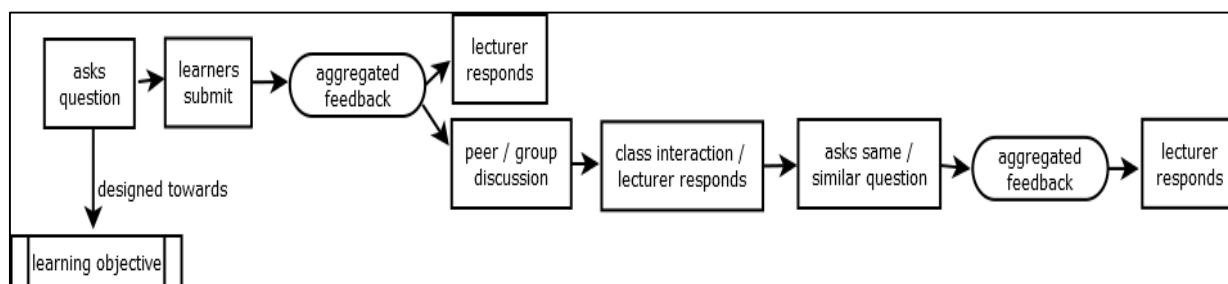 asks
question
learners
submit
aggregated
feedback
lecturer
responds
peer / group
discussion
class interaction /
lecturer responds
asks same /
similar question
aggregated
feedback
lecturer
responds
designed towards
learning objective